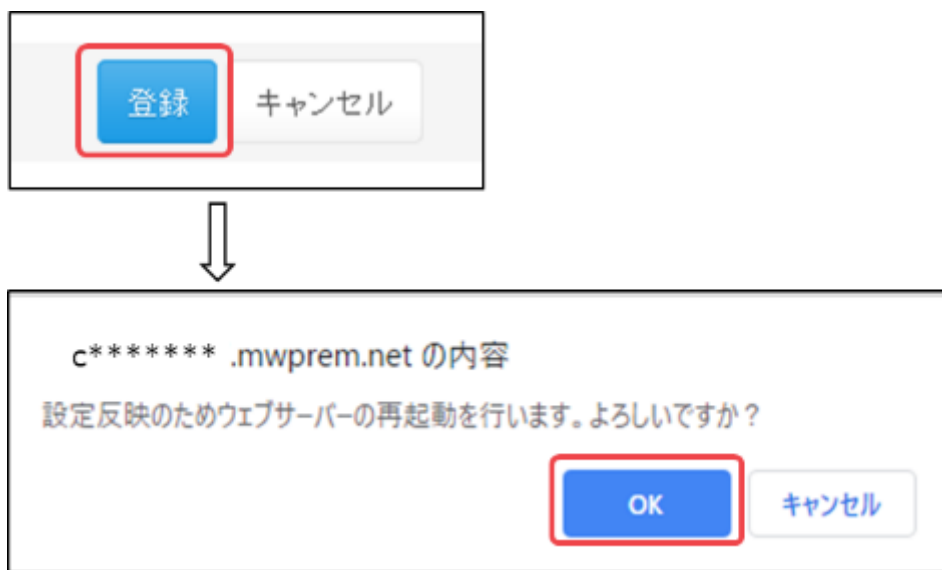 登録 キャンセル
c******* .mwprem.net の内容
設定反映のためウェブサーバーの再起動を行います。よろしいですか？
OK キャンセル